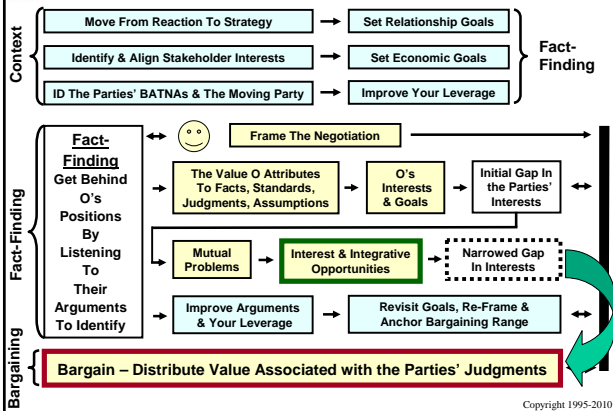 Context
Move From Reaction To Strategy
Set Relationship Goals
Identify & Align Stakeholder Interests
Set Economic Goals
ID The Parties' BATNAs & The Moving Party
Improve Your Leverage
Fact-
Finding
Fact-Finding
Fact-
Finding
Get Behind
O's
Positions
By
Listening
To
Their
Arguments
To Identify
Frame The Negotiation
The Value O Attributes
To Facts, Standards,
Judgments, Assumptions
O's
Interests
& Goals
Initial Gap In
the Parties'
Interests
Mutual
Problems
Interest & Integrative
Opportunities
Narrowed Gap
In Interests
Improve Arguments
& Your Leverage
Revisit Goals, Re-Frame &
Anchor Bargaining Range
Bargaining
Bargain – Distribute Value Associated with the Parties' Judgments
Copyright 1995-2010